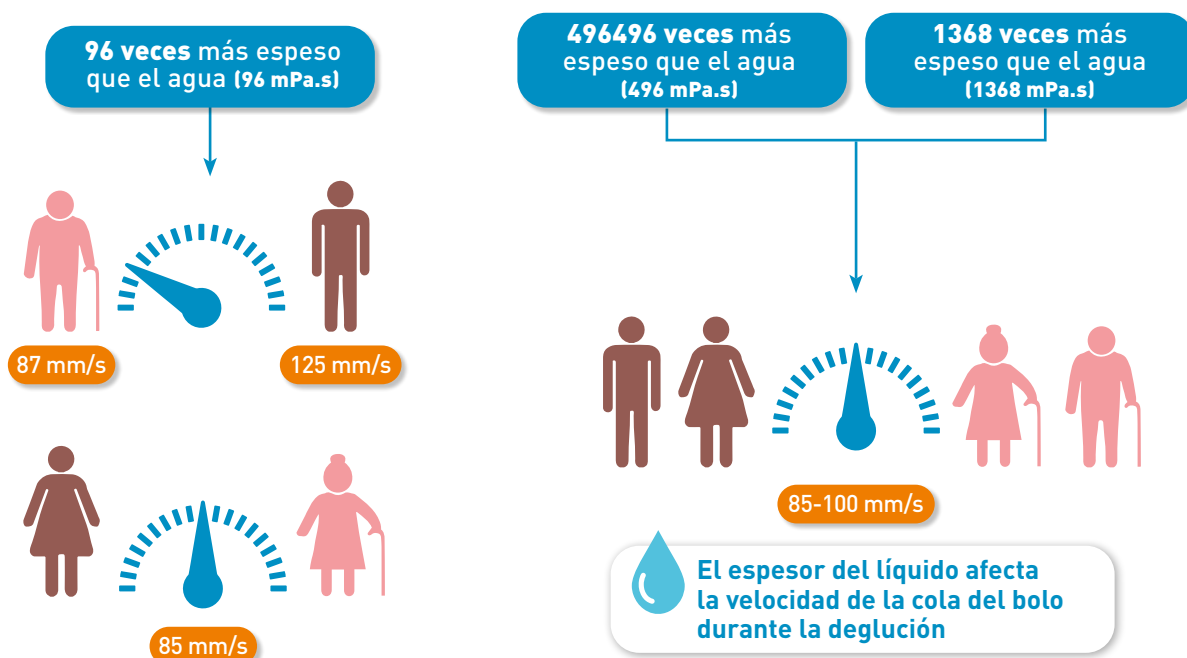 96 veces más espeso
que el agua (96 mPa.s)
87 mm/s
125 mm/s
85 mm/s
496496 veces más
espeso que el agua
(496 mPa.s)
1368 veces más
espeso que el agua
(1368 mPa.s)
85-100 mm/s
El espesor del líquido afecta
la velocidad de la cola del bolo
durante la deglución